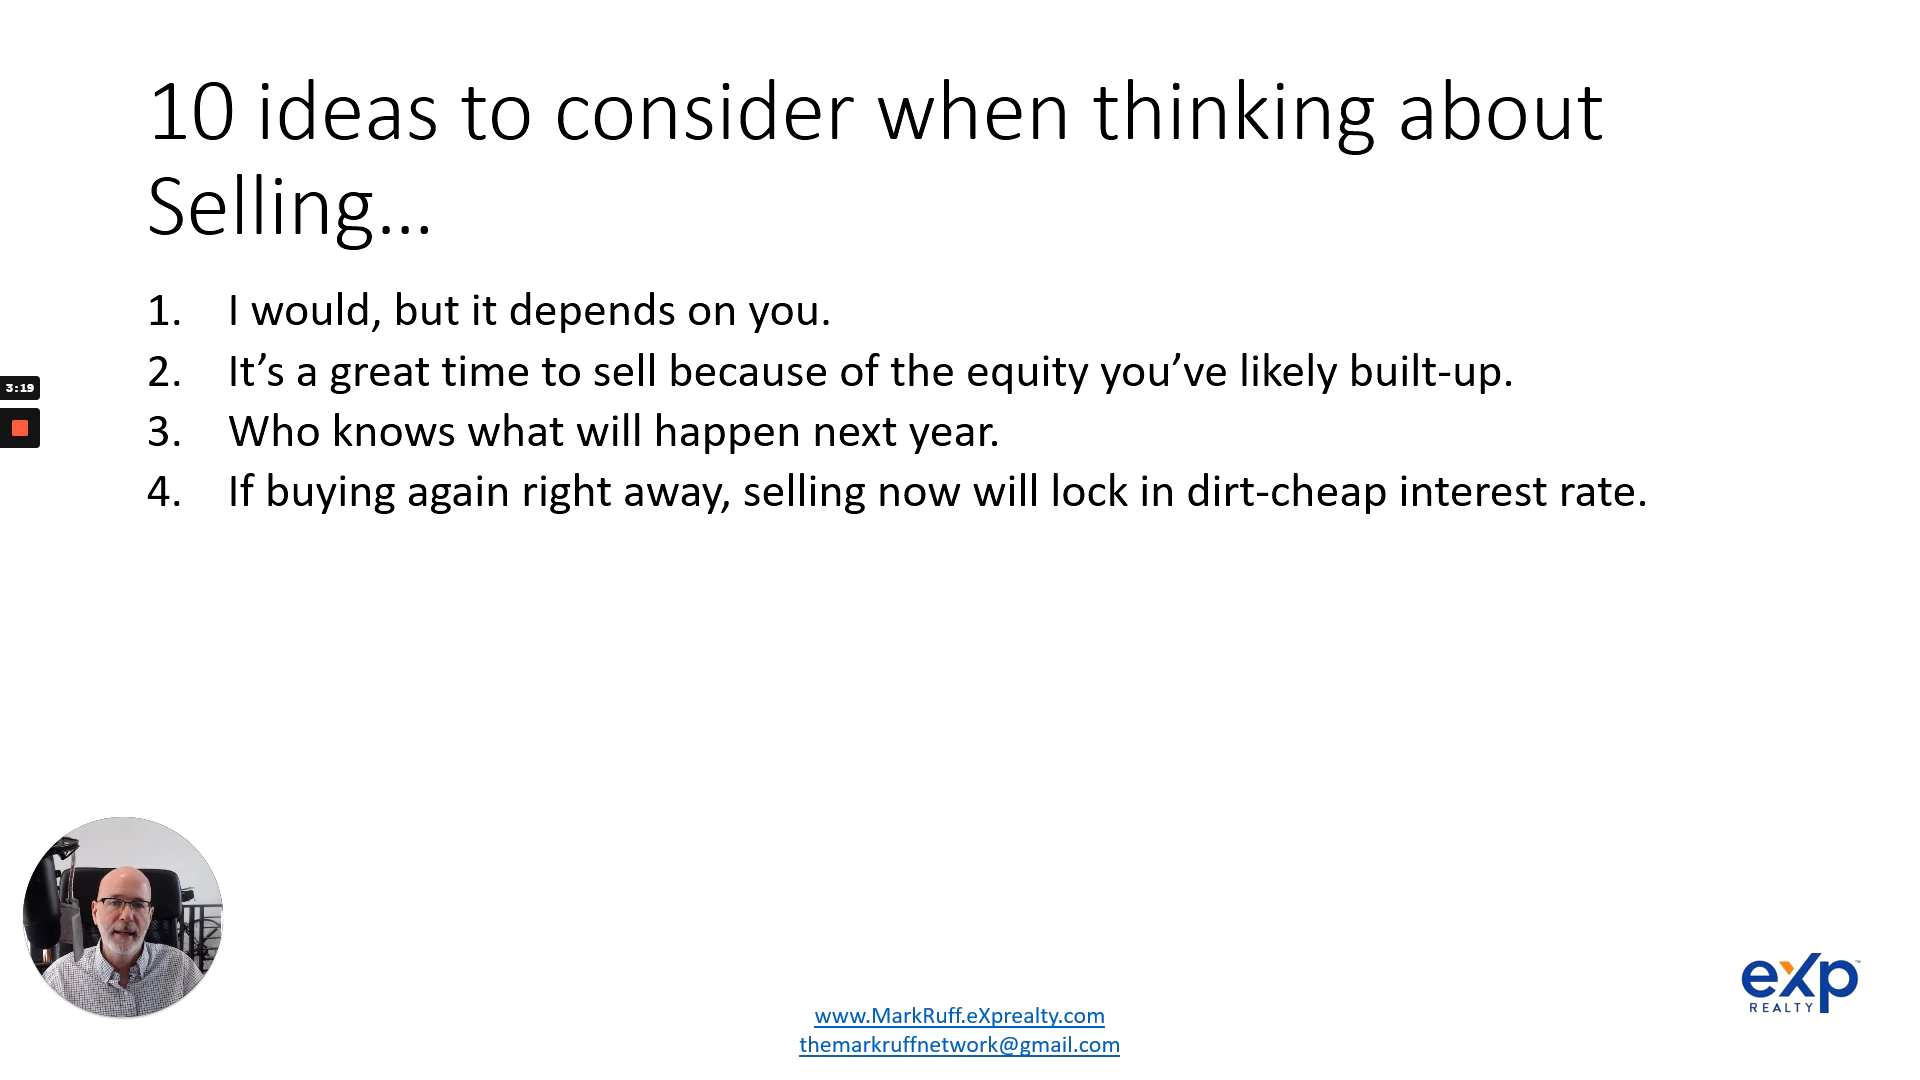 10 ideas to consider when thinking about
Selling...
1. I would, but it depends on you.
2. It’s a great time to sell because of the equity you’ve likely built-up.
3. Who knows what will happen next year.
4. If buying again right away, selling now will lock in dirt-cheap interest rate.
3:19
www.MarkRuff.eXprealty.com
themarkruffnetwork@gmail.com
eXp™
REALTY